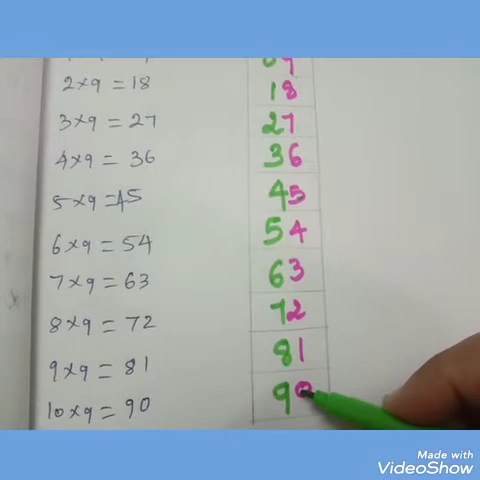 2×9 = 18
3×9 = 27
4×9 = 36
5×9 = 45
6×9 = 54
7×9 = 63
8×9 = 72
9×9 = 81
10×9 = 90
18
27
36
45
54
63
72
81
90
Made with
VideoShow